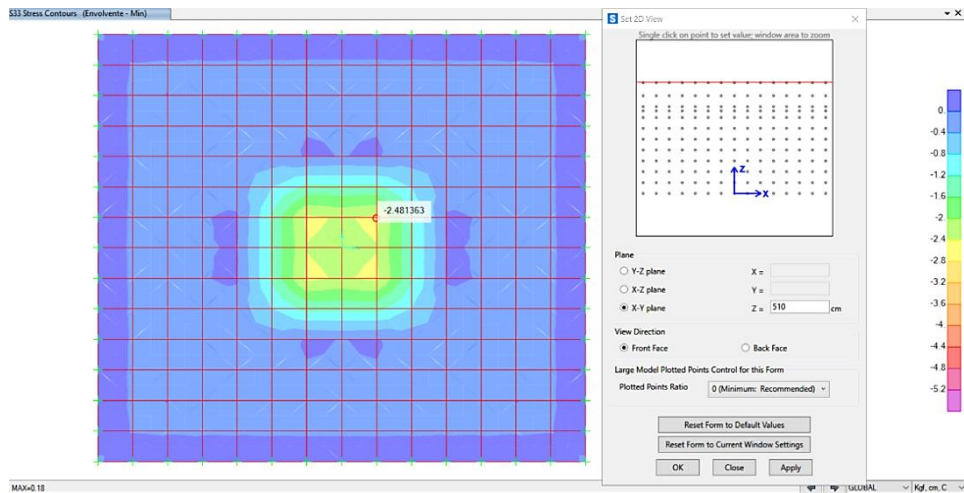 S33 Stress Contours (Envolvente - Min)
-2.481363
Set 2D View
Single click on point to set value; window area to zoom
Z
X
Plane
Y-Z plane
X =
X-Z plane
Y =
X-Y plane
Z =
510
cm
View Direction
Front Face
Back Face
Large Model Plotted Points Control for this Form
Plotted Points Ratio
0 (Minimum: Recommended)
Reset Form to Default Values
Reset Form to Current Window Settings
OK
Close
Apply
0.
-0.4
-0.8
-1.2
-1.6
-2.
-2.4
-2.8
-3.2
-3.6
-4.
-4.4
-4.8
-5.2
MAX=0.18
GLOBAL
Kgf, cm, C